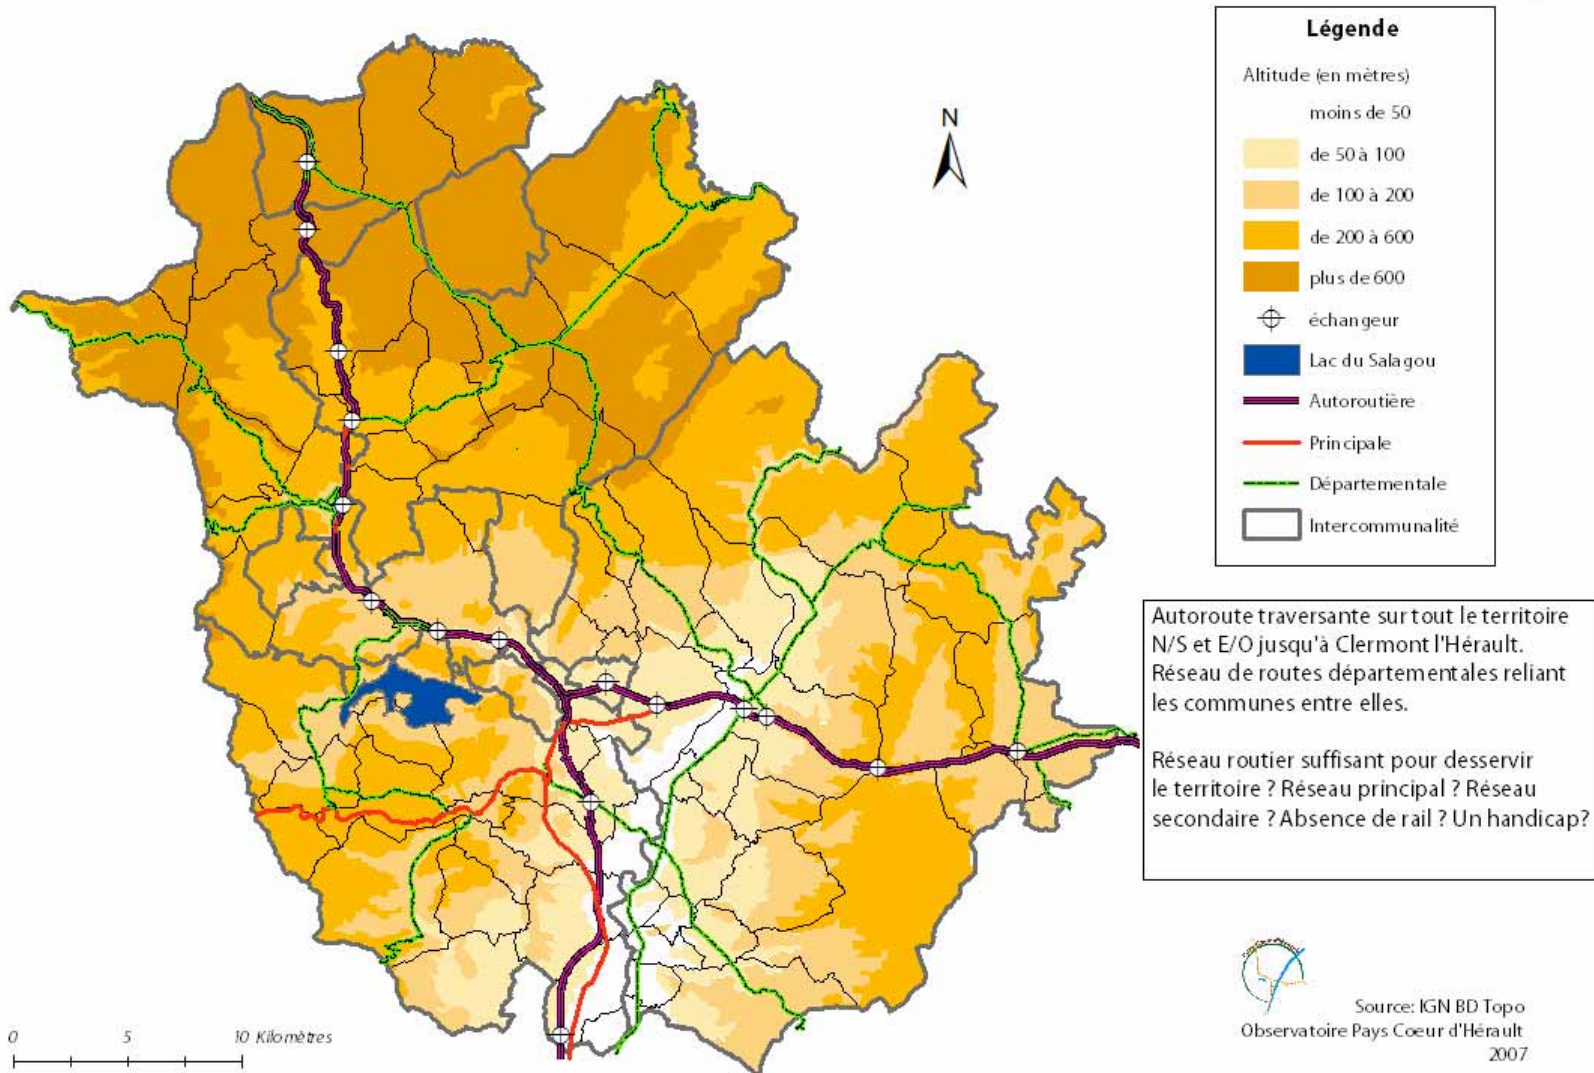 N
Légende
Altitude (en mètres)
moins de 50
de 50 à 100
de 100 à 200
de 200 à 600
plus de 600
échangeur
Lac du Salagou
Autoroutière
Principale
Départementale
Intercommunalité
Autoroute traversante sur tout le territoire
N/S et E/O jusqu'à Clermont l'Hérault.
Réseau de routes départementales reliant
les communes entre elles.
Réseau routier suffisant pour desservir
le territoire ? Réseau principal ? Réseau
secondaire ? Absence de rail ? Un handicap?
0 5 10 Kilomètres
Source: IGN BD Topo
Observatoire Pays Coeur d'Hérault
2007